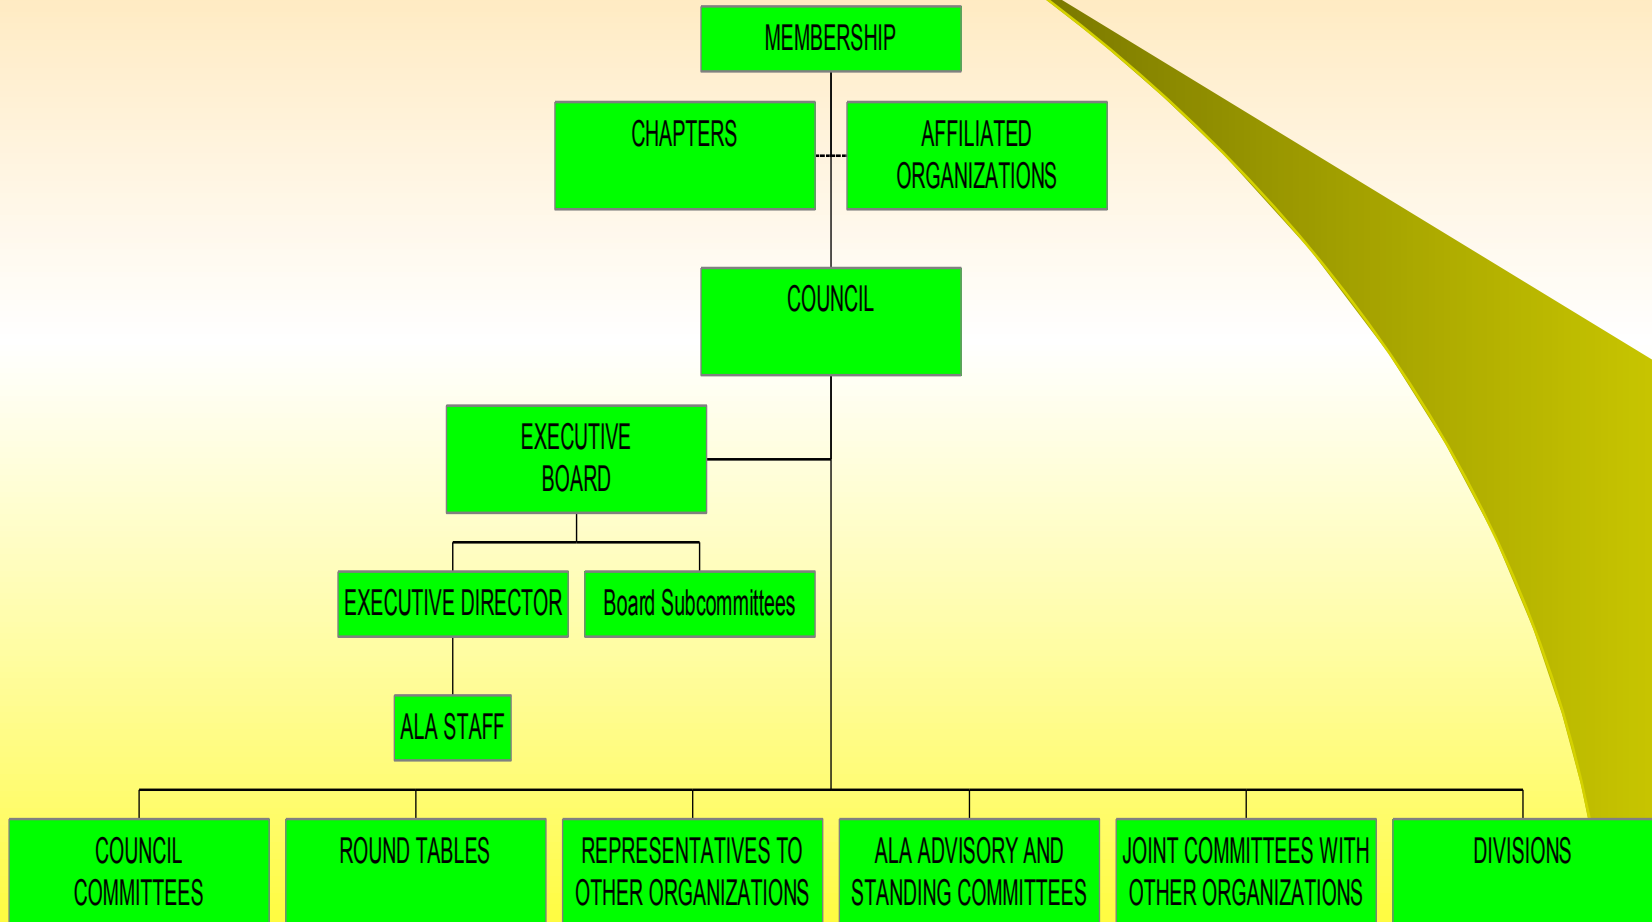 MEMBERSHIP
CHAPTERS
AFFILIATED
ORGANIZATIONS
COUNCIL
EXECUTIVE
BOARD
EXECUTIVE DIRECTOR
Board Subcommittees
ALA STAFF
COUNCIL
COMMITTEES
ROUND TABLES
REPRESENTATIVES TO
OTHER ORGANIZATIONS
ALA ADVISORY AND
STANDING COMMITTEES
JOINT COMMITTEES WITH
OTHER ORGANIZATIONS
DIVISIONS